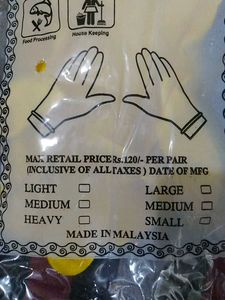 Food Processing
House Keeping
MAX RETAIL PRICE Rs.120/- PER PAIR
(INCLUSIVE OF ALL TAXES ) DATE OF MFG
LIGHT
LARGE
MEDIUM
MEDIUM
HEAVY
SMALL
MADE IN MALAYSIA